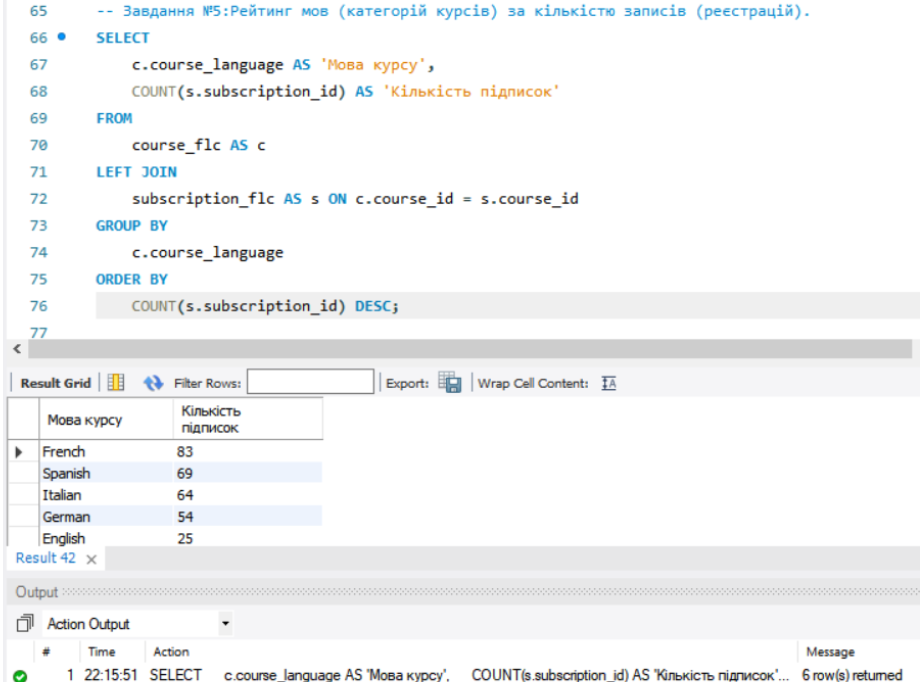 65 -- Завдання №5:Рейтинг мов (категорій курсів) за кількістю записів (реєстрацій).
66 SELECT
67 c.course_language AS 'Мова курсу',
68 COUNT(s.subscription_id) AS 'Кількість підписок'
69 FROM
70 course_flc AS c
71 LEFT JOIN
72 subscription_flc AS s ON c.course_id = s.course_id
73 GROUP BY
74 c.course_language
75 ORDER BY
76 COUNT(s.subscription_id) DESC;
77
Result Grid Filter Rows: Export: Wrap Cell Content:
Мова курсу Кількість
підписок
French 83
Spanish 69
Italian 64
German 54
English 25
Result 42
Output
Action Output
# Time Action Message
1 22:15:51 SELECT c.course_language AS 'Мова курсу', COUNT(s.subscription_id) AS 'Кількість підписок'... 6 row(s) returned